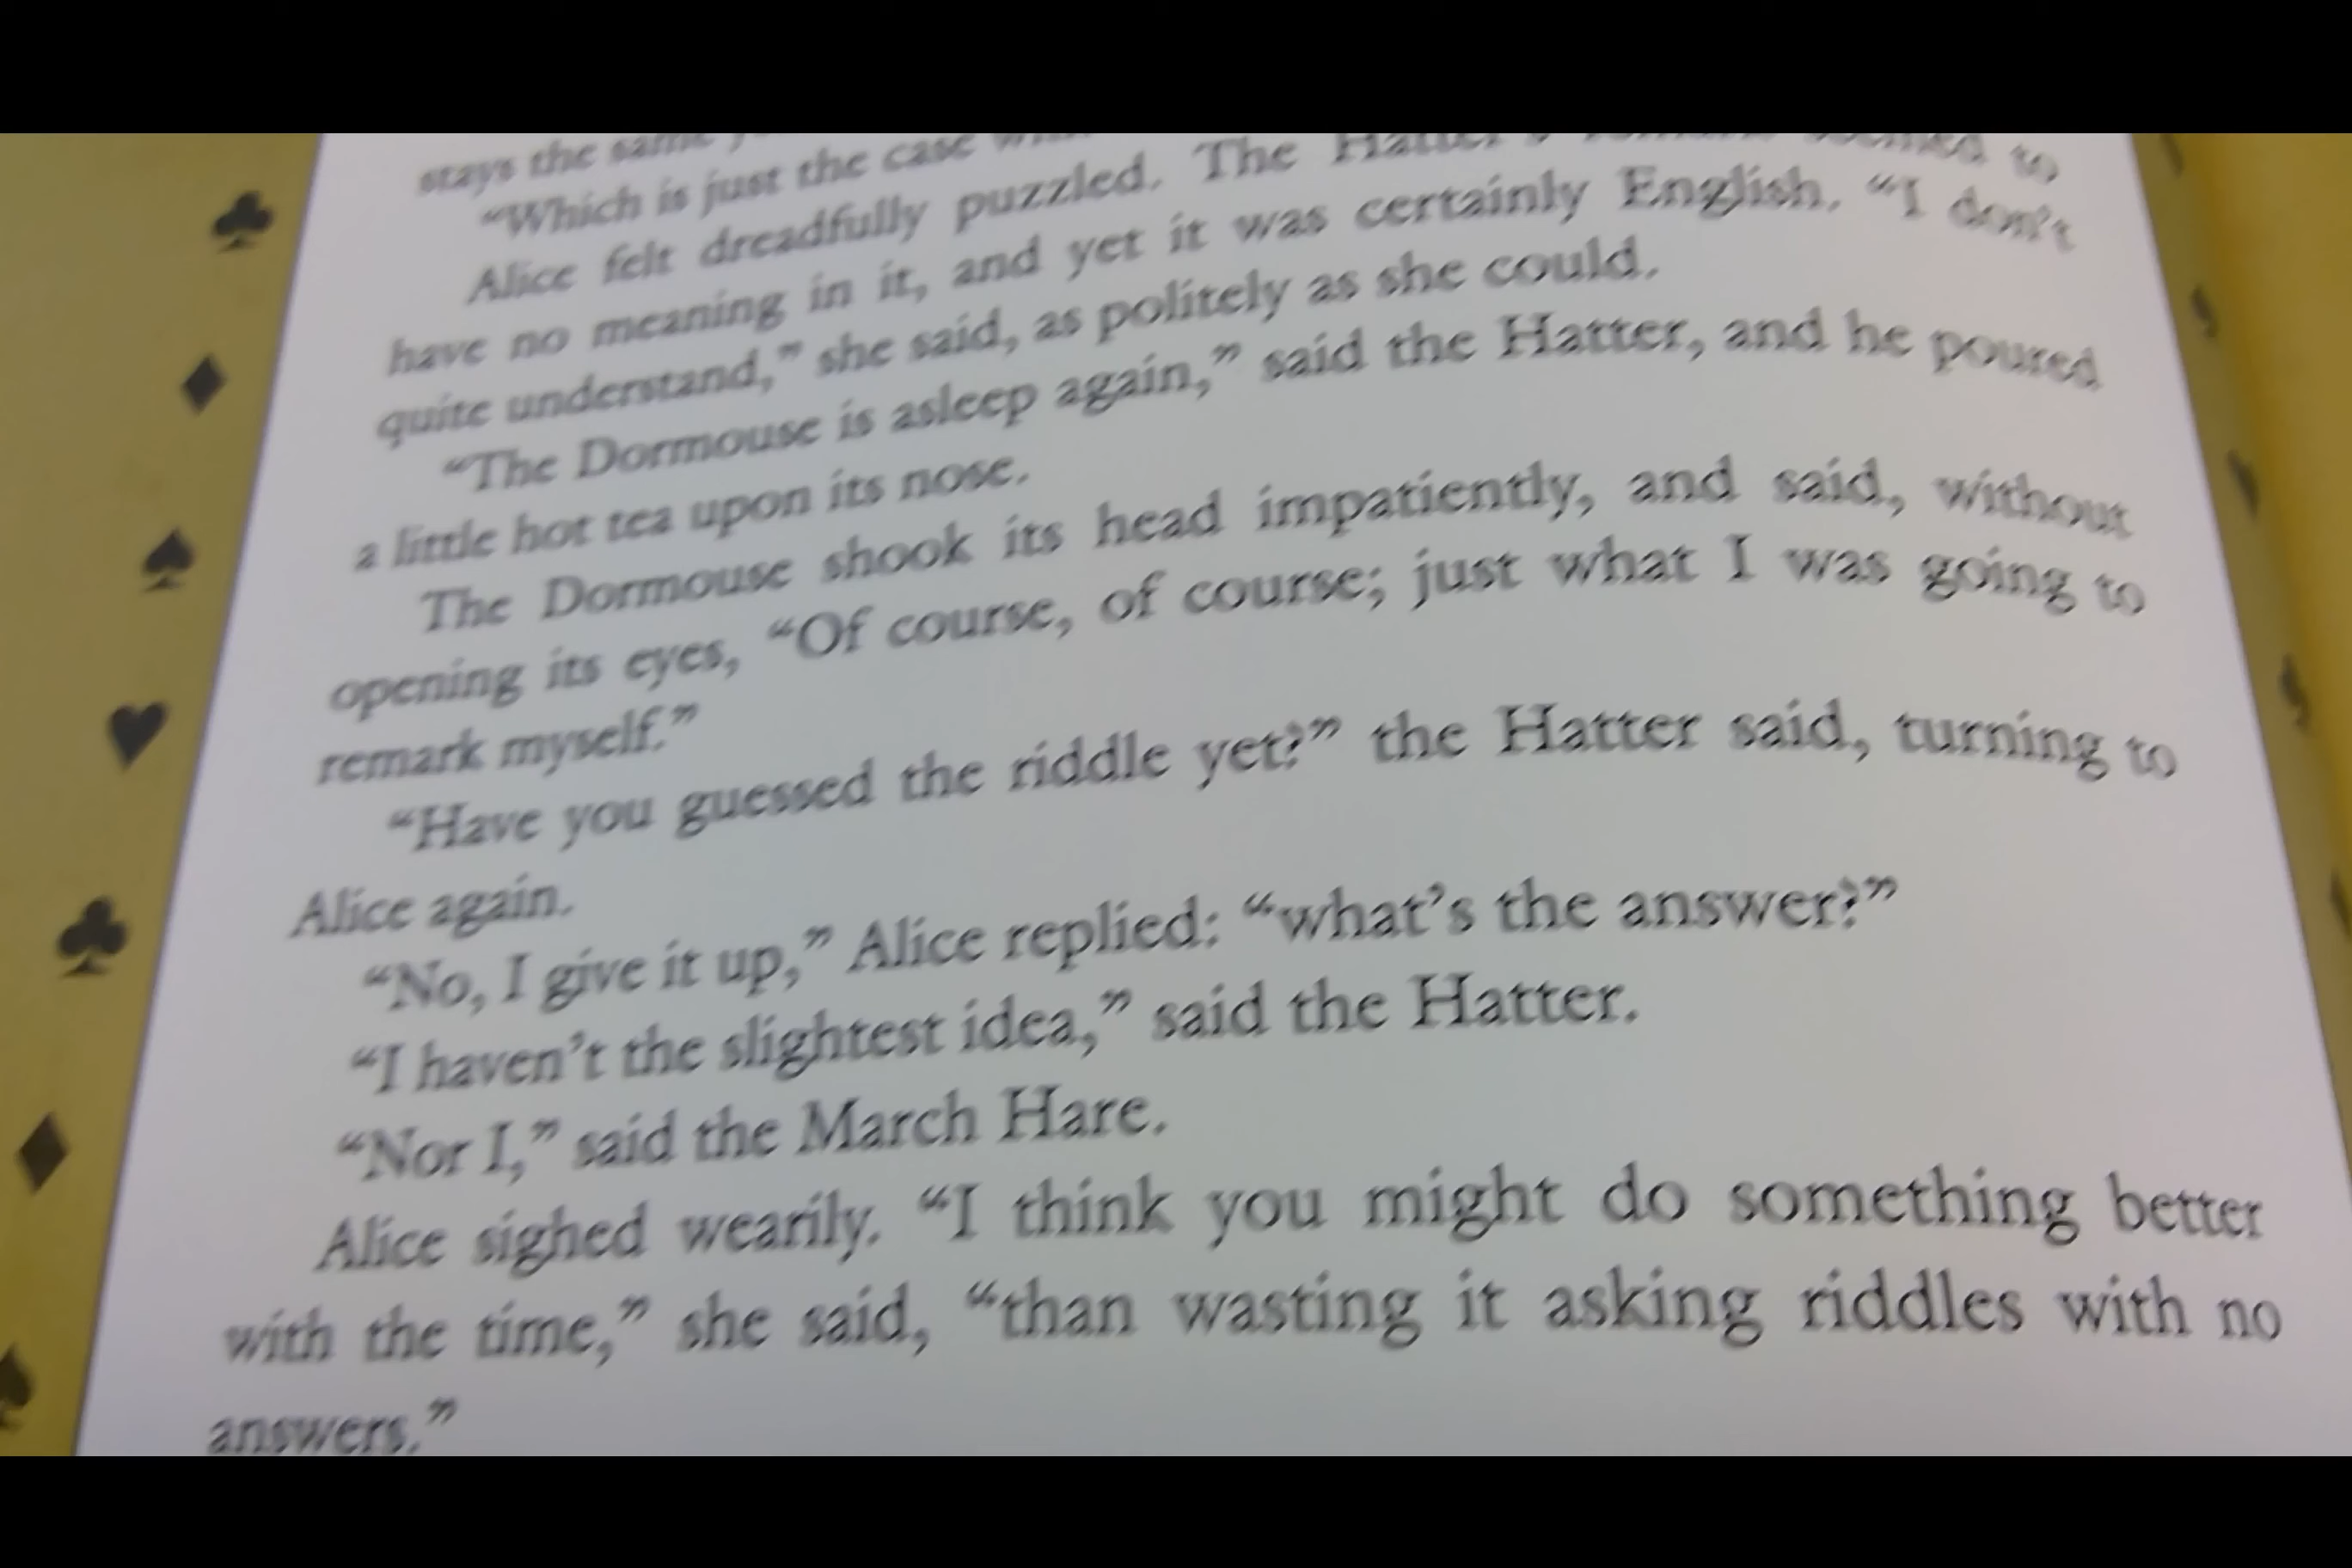 stays the same
“Which is just the case
Alice felt dreadfully puzzled. The Hatter’s seemed to
have no meaning in it, and yet it was certainly English. “I don’t
quite understand,” she said, as politely as she could.
“The Dormouse is asleep again,” said the Hatter, and he poured
a little hot tea upon its nose.
The Dormouse shook its head impatiently, and said, without
opening its eyes, “Of course, of course; just what I was going to
remark myself.”
“Have you guessed the riddle yet?” the Hatter said, turning to
Alice again.
“No, I give it up,” Alice replied: “what’s the answer?”
“I haven’t the slightest idea,” said the Hatter.
“Nor I,” said the March Hare.
Alice sighed wearily. “I think you might do something better
with the time,” she said, “than wasting it asking riddles with no
answers.”